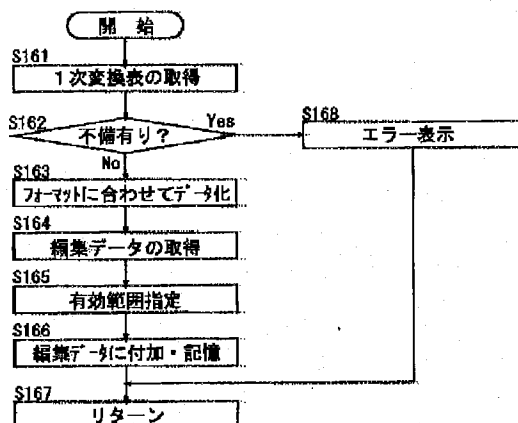 開 始
S161
1次変換表の取得
S162
不備有り?
Yes
No
S168
エラー表示
S163
フォーマットに合わせてデータ化
S164
編集データの取得
S165
有効範囲指定
S166
編集データに付加・記憶
S167
リターン